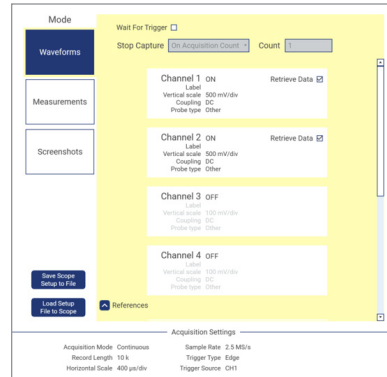 Mode
Waveforms
Measurements
Screenshots
Save Scope
Setup to File
Load Setup
File to Scope
Wait For Trigger
Stop Capture On Acquisition Count Count 1
Channel 1 ON Retrieve Data
Label
Vertical scale 500 mV/div
Coupling DC
Probe type Other
Channel 2 ON Retrieve Data
Label
Vertical scale 500 mV/div
Coupling DC
Probe type Other
Channel 3 OFF
Label
Vertical scale 100 mV/div
Coupling DC
Probe type Other
Channel 4 OFF
Label
Vertical scale 100 mV/div
Coupling DC
Probe type Other
References
Acquisition Settings
Acquisition Mode Continuous Sample Rate 2.5 MS/s
Record Length 10 k Trigger Type Edge
Horizontal Scale 400 µs/div Trigger Source CH1